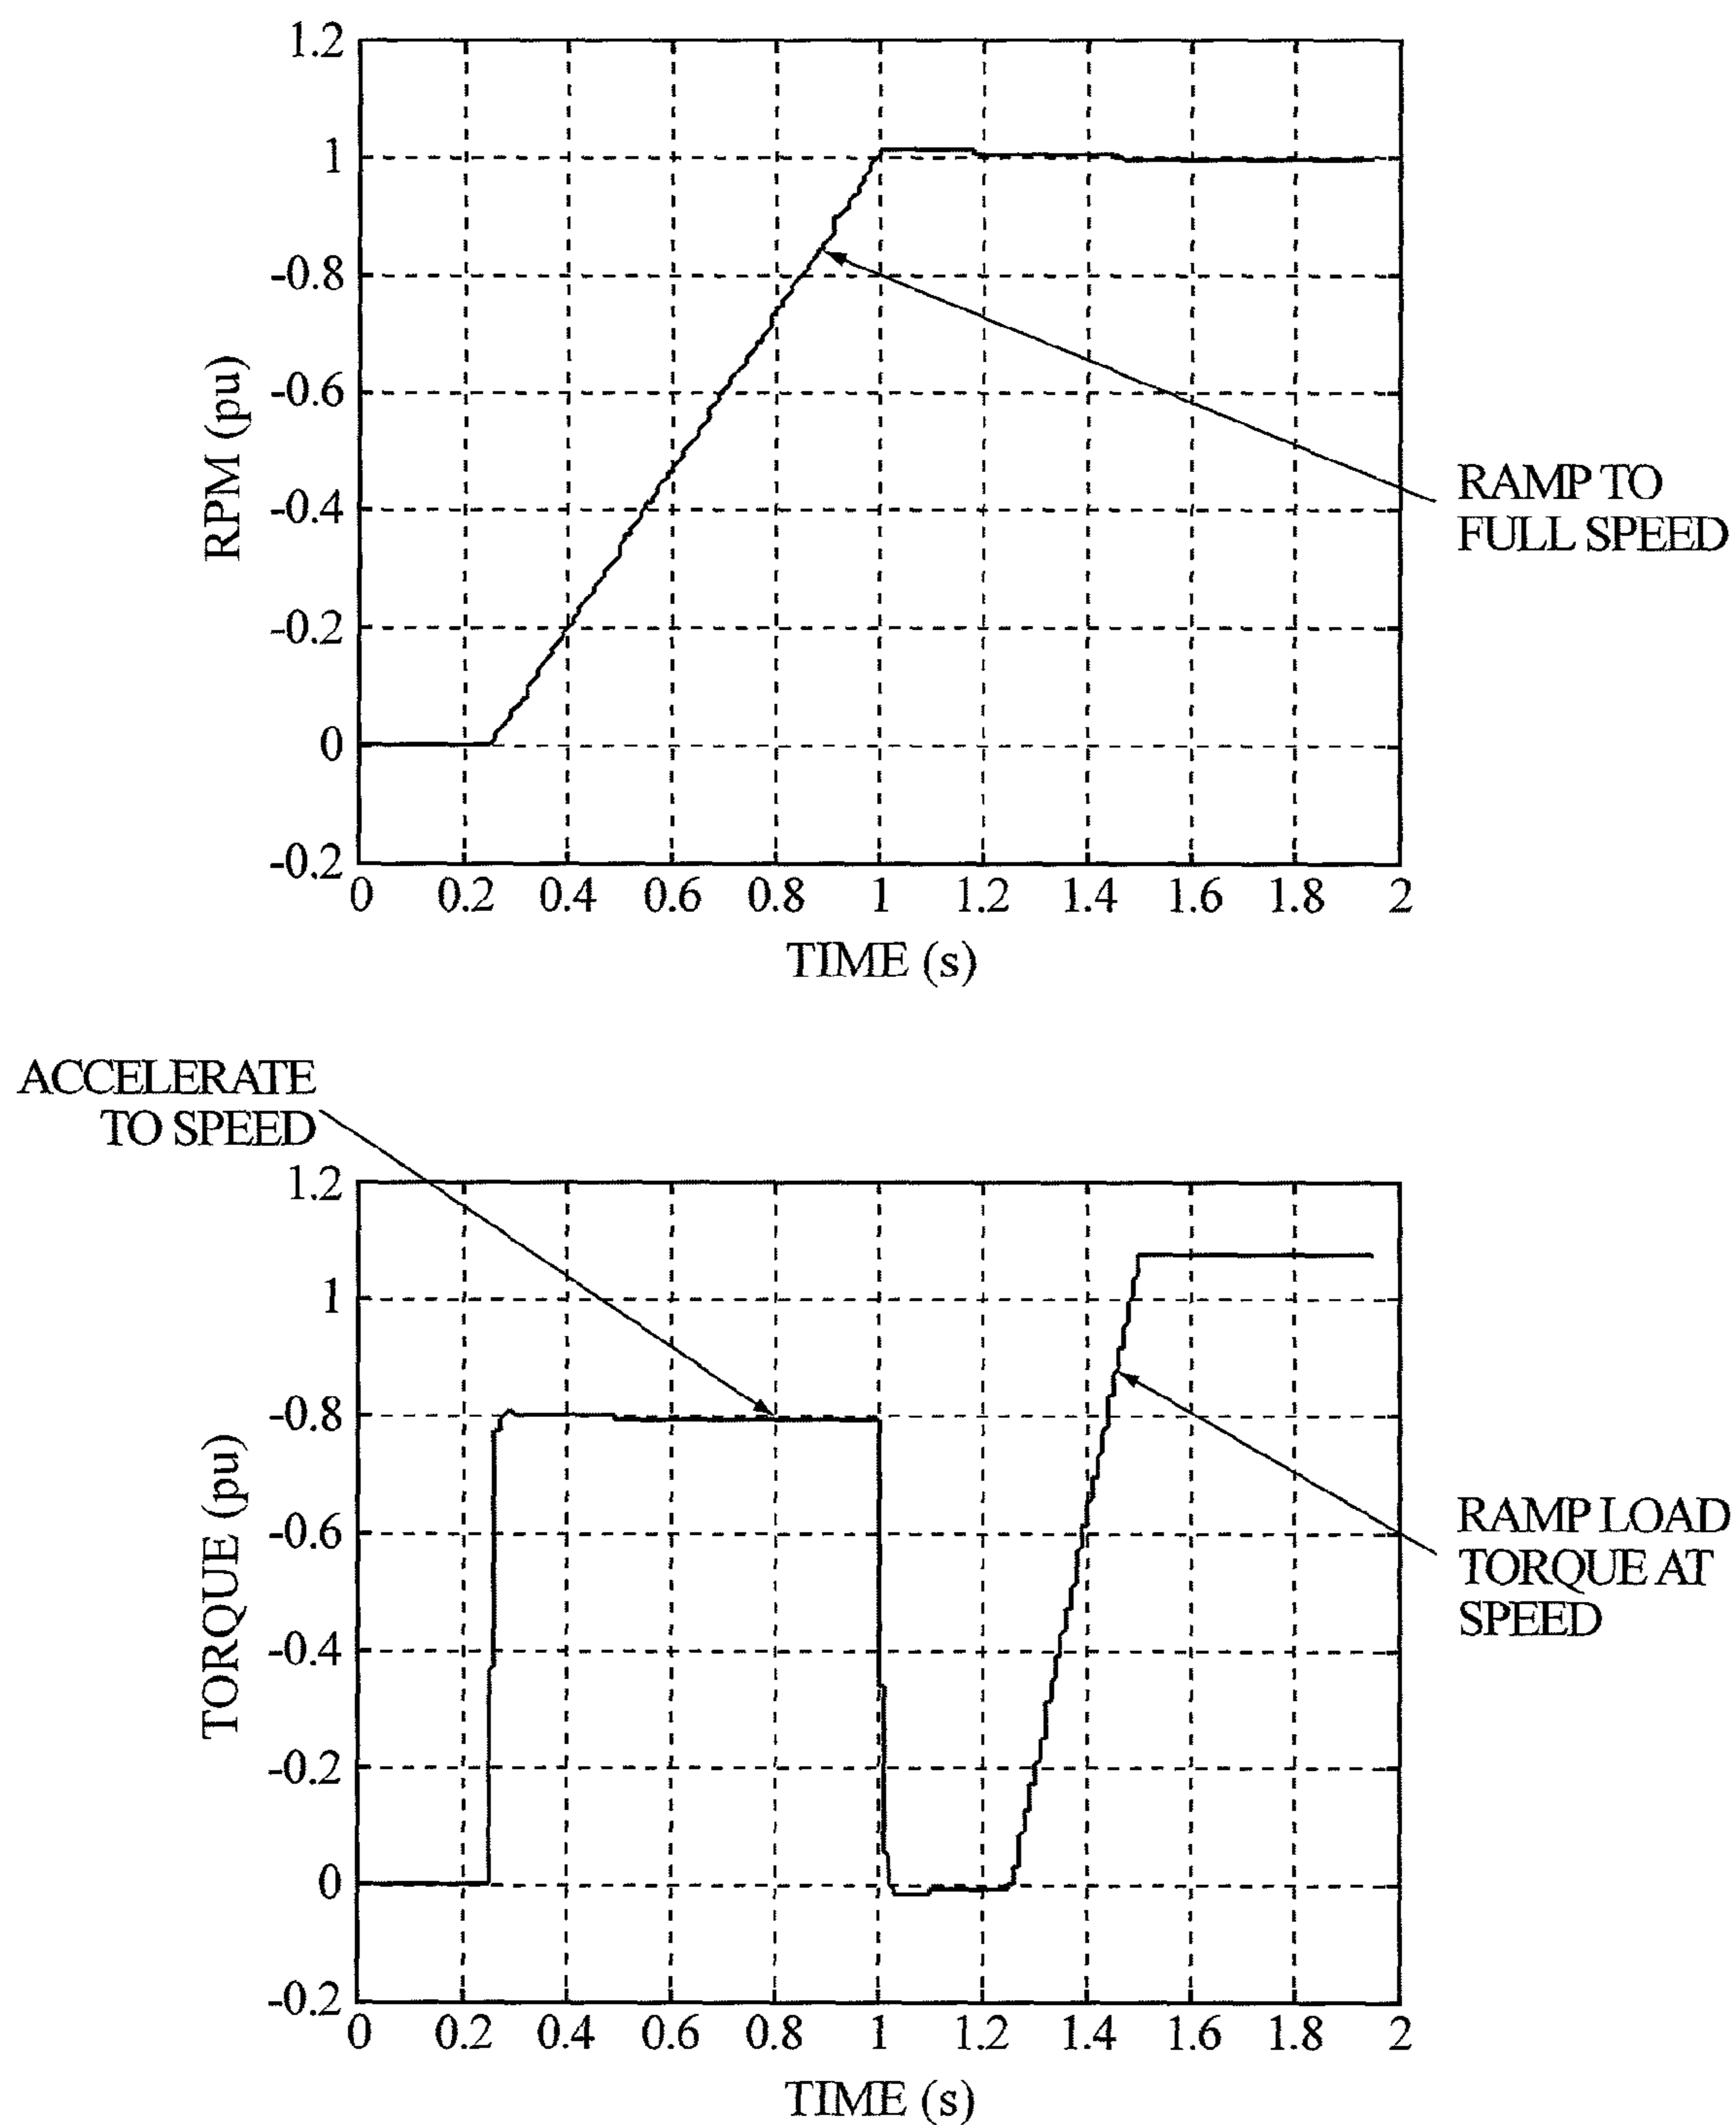 1.2
1
-0.8
-0.6
-0.4
-0.2
0
-0.2
RPM (pu)
0 0.2 0.4 0.6 0.8 1 1.2 1.4 1.6 1.8 2
TIME (s)
RAMP TO
FULL SPEED
ACCELERATE
TO SPEED
1.2
1
-0.8
-0.6
-0.4
-0.2
0
-0.2
TORQUE (pu)
0 0.2 0.4 0.6 0.8 1 1.2 1.4 1.6 1.8 2
TIME (s)
RAMP LOAD
TORQUE AT
SPEED